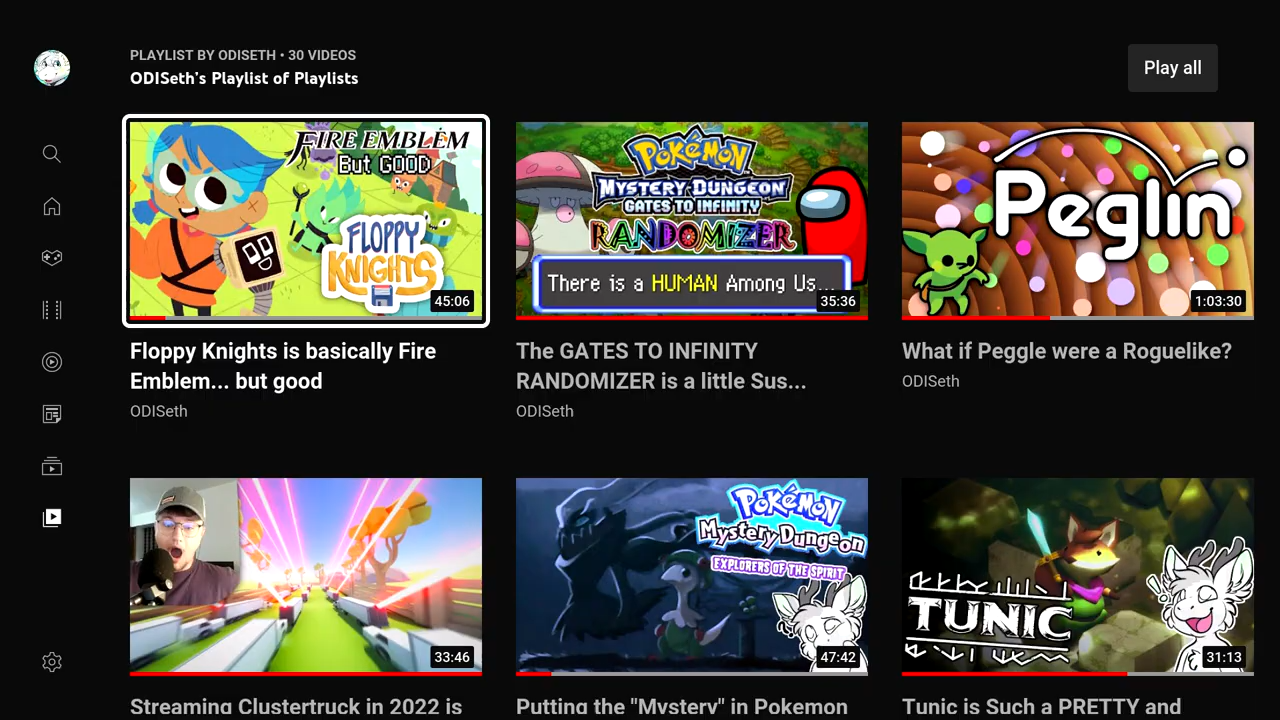 PLAYLIST BY ODISETH • 30 VIDEOS
ODISeth's Playlist of Playlists
Play all
FIRE EMBLEM
But GOOD
FLOPPY
KNIGHTS
45:06
POKéMON
MYSTERY DUNGEON
GATES TO INFINITY
RANDOMIZER
There is a HUMAN Among Us...
35:36
Peglin
1:03:30
Floppy Knights is basically Fire
Emblem... but good
ODISeth
The GATES TO INFINITY
RANDOMIZER is a little Sus...
ODISeth
What if Peggle were a Roguelike?
ODISeth
33:46
POKéMON
Mystery Dungeon
EXPLORERS OF THE SPIRIT
47:42
TUNIC
31:13
Streaming Clustertruck in 2022 is
Putting the "Mystery" in Pokemon
Tunic is Such a PRETTY and